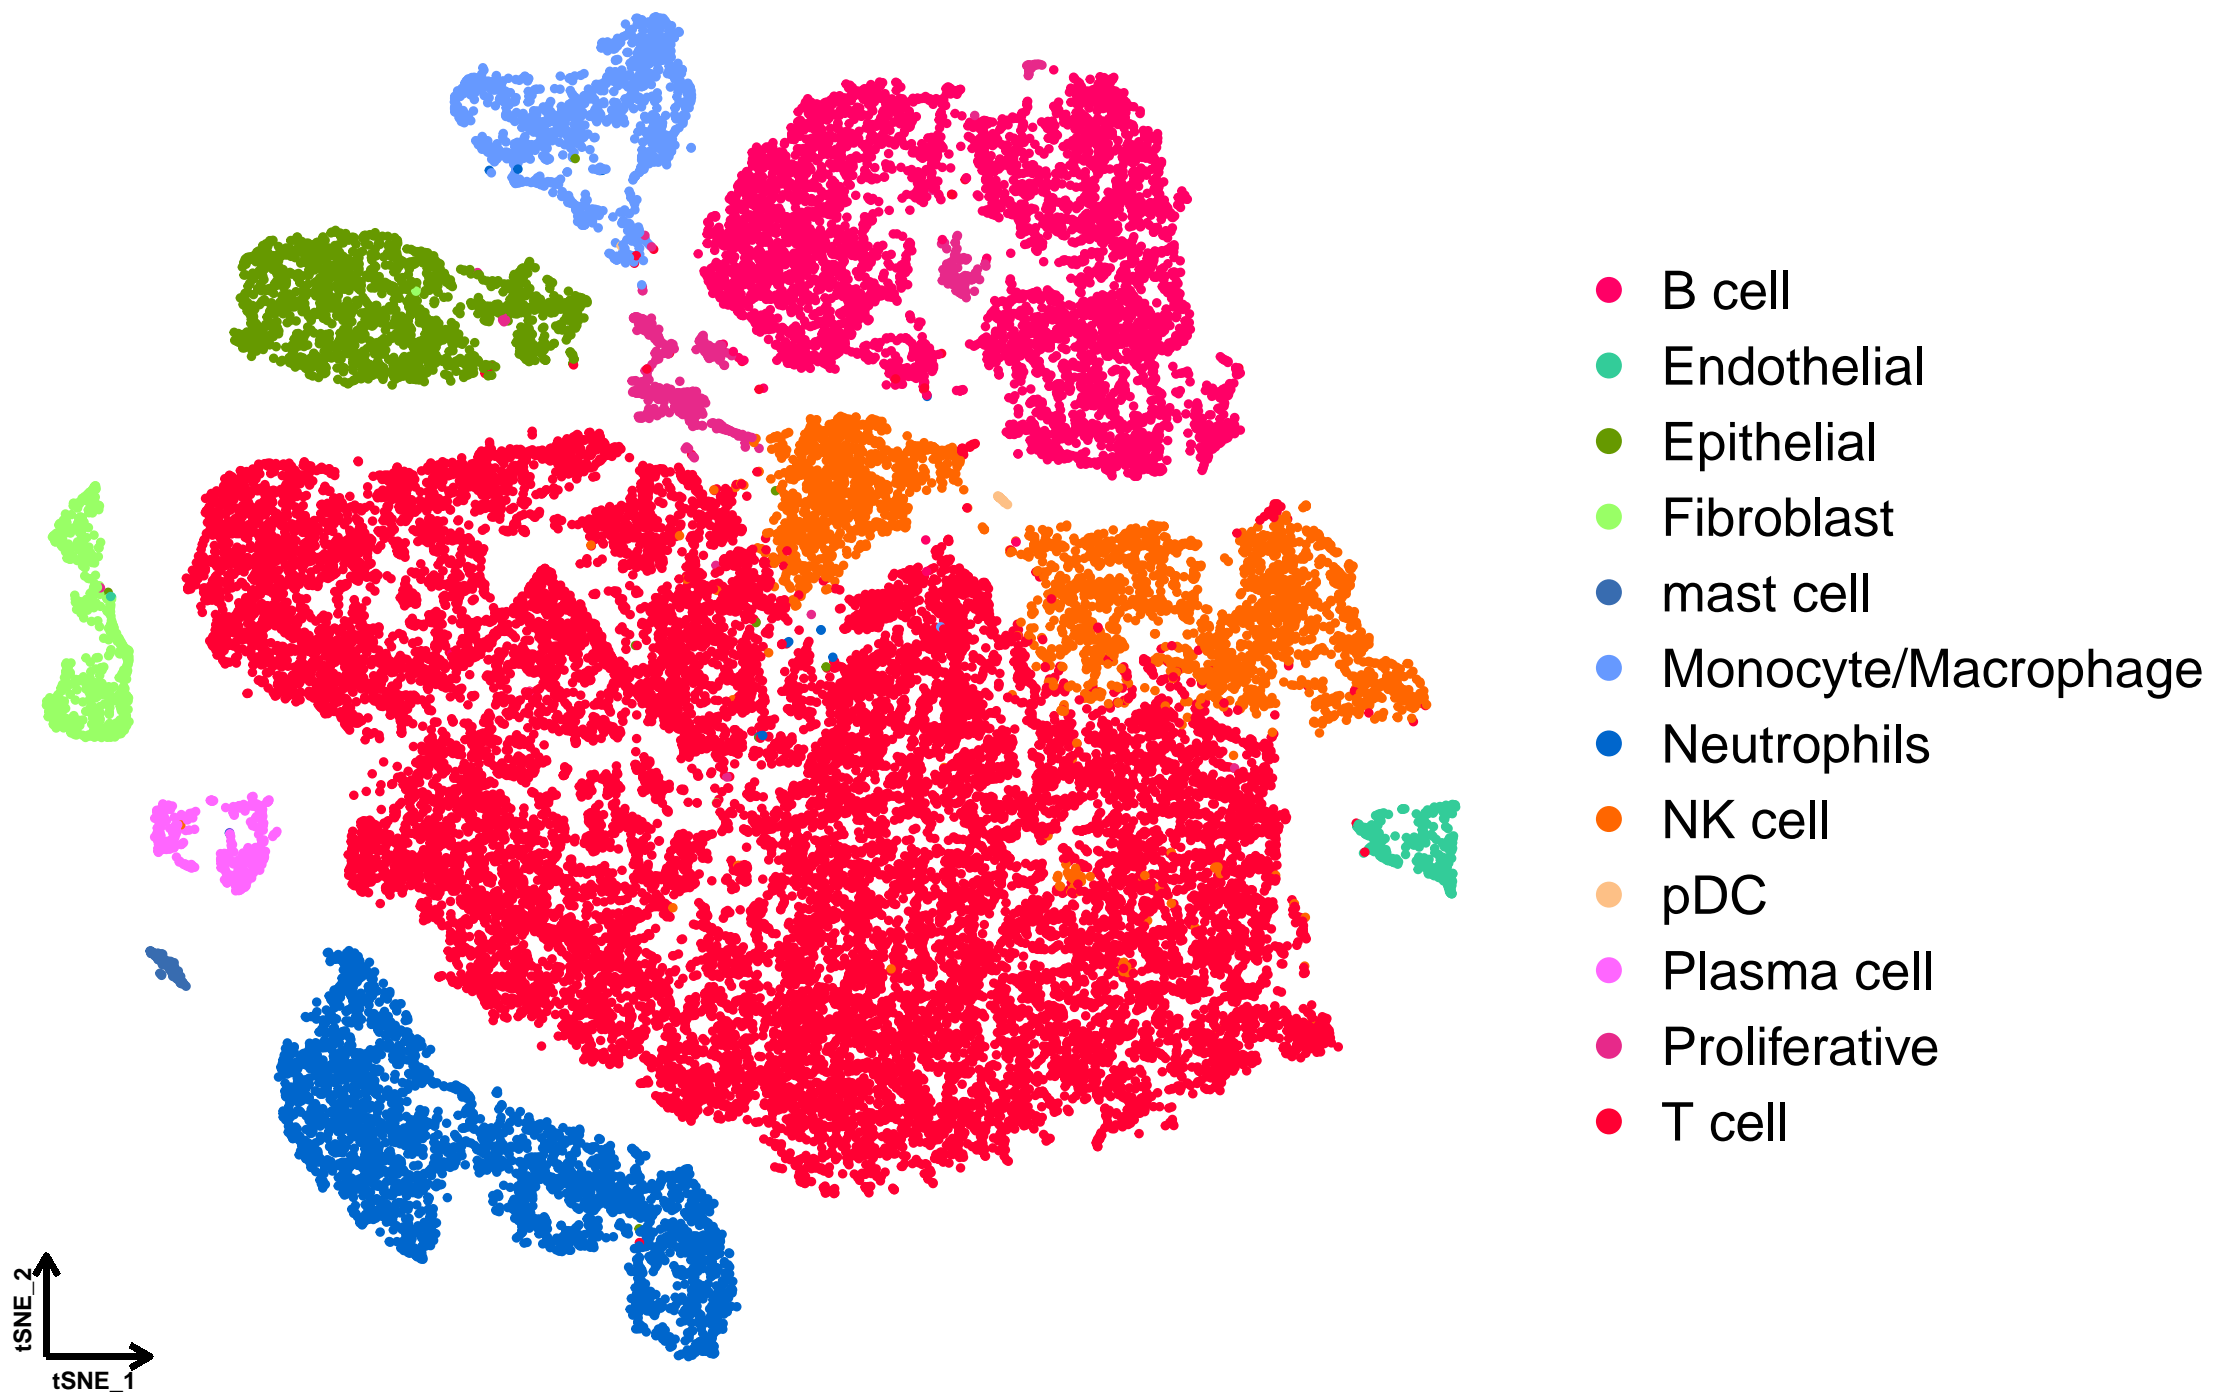 B cell
Endothelial
Epithelial
Fibroblast
mast cell
Monocyte/Macrophage
Neutrophils
NK cell
pDC
Plasma cell
Proliferative
T cell
tSNE_2
tSNE_1